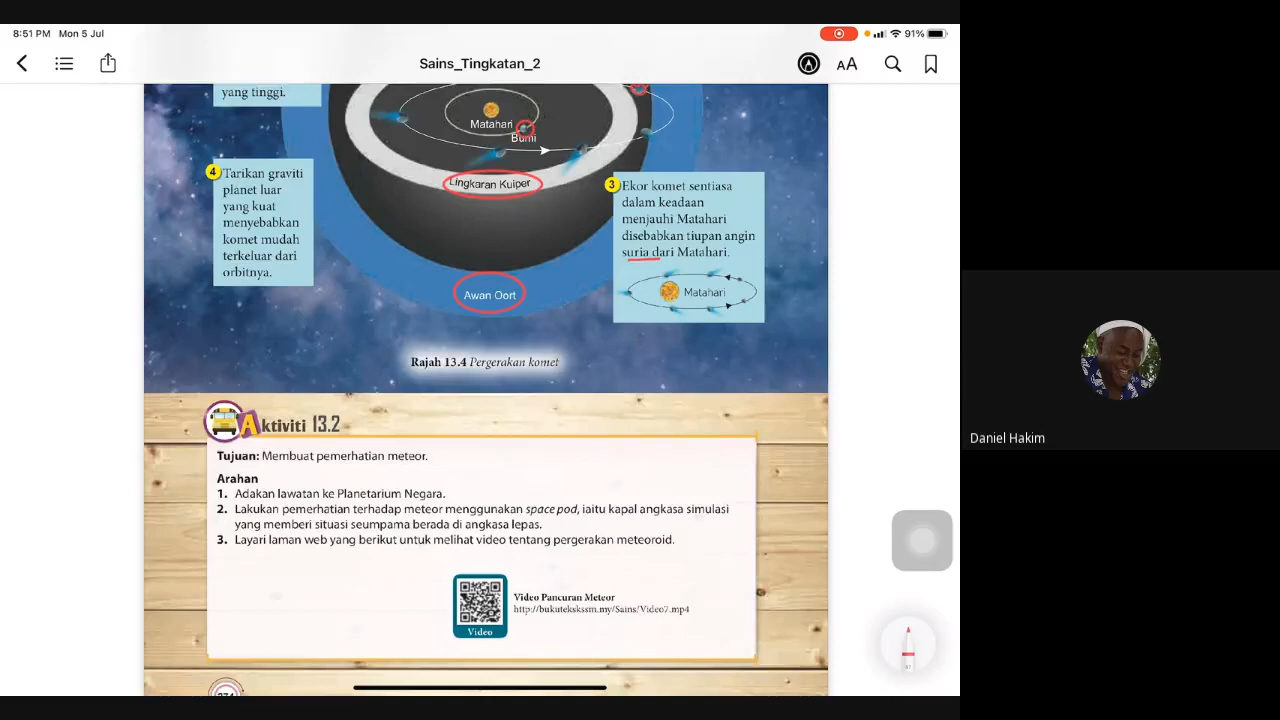 8:51 PM Mon 5 Jul
91%
Sains_Tingkatan_2
AA
yang tinggi.
Matahari
Bumi
4 Tarikan graviti
planet luar
yang kuat
menyebabkan
komet mudah
terkeluar dari
orbitnya.
Lingkaran Kuiper
Awan Oort
3 Ekor komet sentiasa
dalam keadaan
menjauhi Matahari
disebabkan tiupan angin
suria dari Matahari.
Matahari
Rajah 13.4 Pergerakan komet
Aktiviti 13.2
Tujuan: Membuat pemerhatian meteor.
Arahan
1. Adakan lawatan ke Planetarium Negara.
2. Lakukan pemerhatian terhadap meteor menggunakan space pod, iaitu kapal angkasa simulasi
yang memberi situasi seumpama berada di angkasa lepas.
3. Layari laman web yang berikut untuk melihat video tentang pergerakan meteoroid.
Video Pancuran Meteor
http://bukutekskssm.my/Sains/Video7.mp4
Video
Daniel Hakim